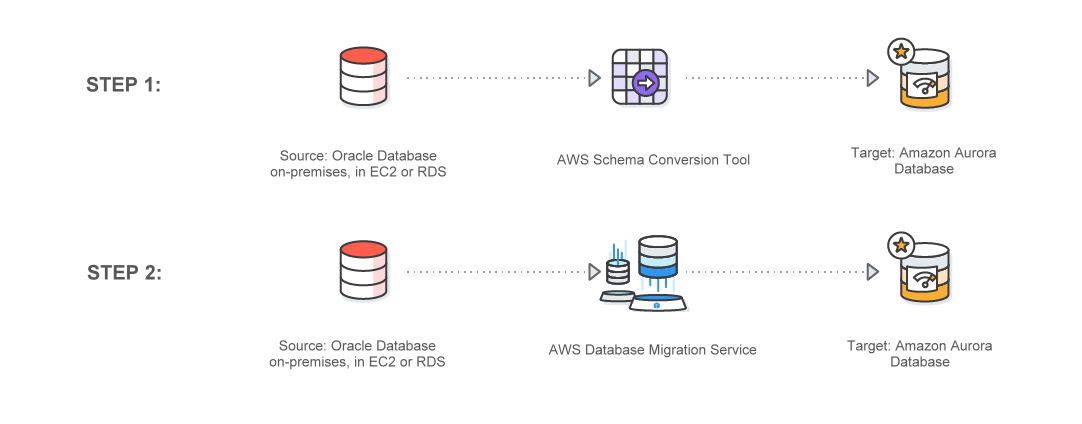 STEP 1:
Source: Oracle Database
on-premises, in EC2 or RDS
AWS Schema Conversion Tool
Target: Amazon Aurora
Database
STEP 2:
Source: Oracle Database
on-premises, in EC2 or RDS
AWS Database Migration Service
Target: Amazon Aurora
Database